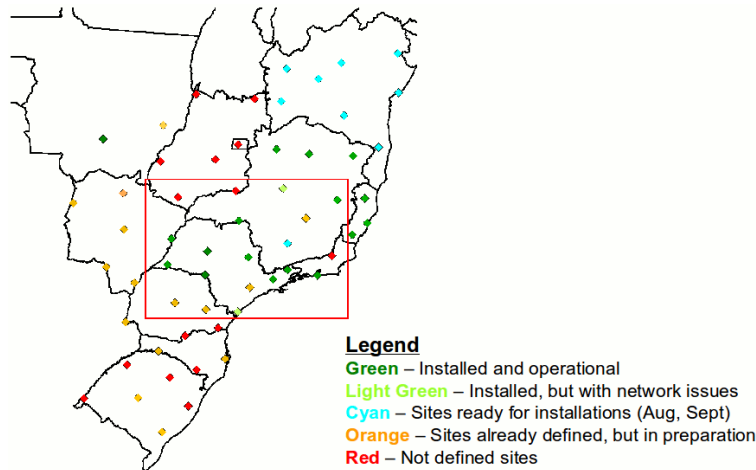 Legend
Green – Installed and operational
Light Green – Installed, but with network issues
Cyan – Sites ready for installations (Aug, Sept)
Orange – Sites already defined, but in preparation
Red – Not defined sites